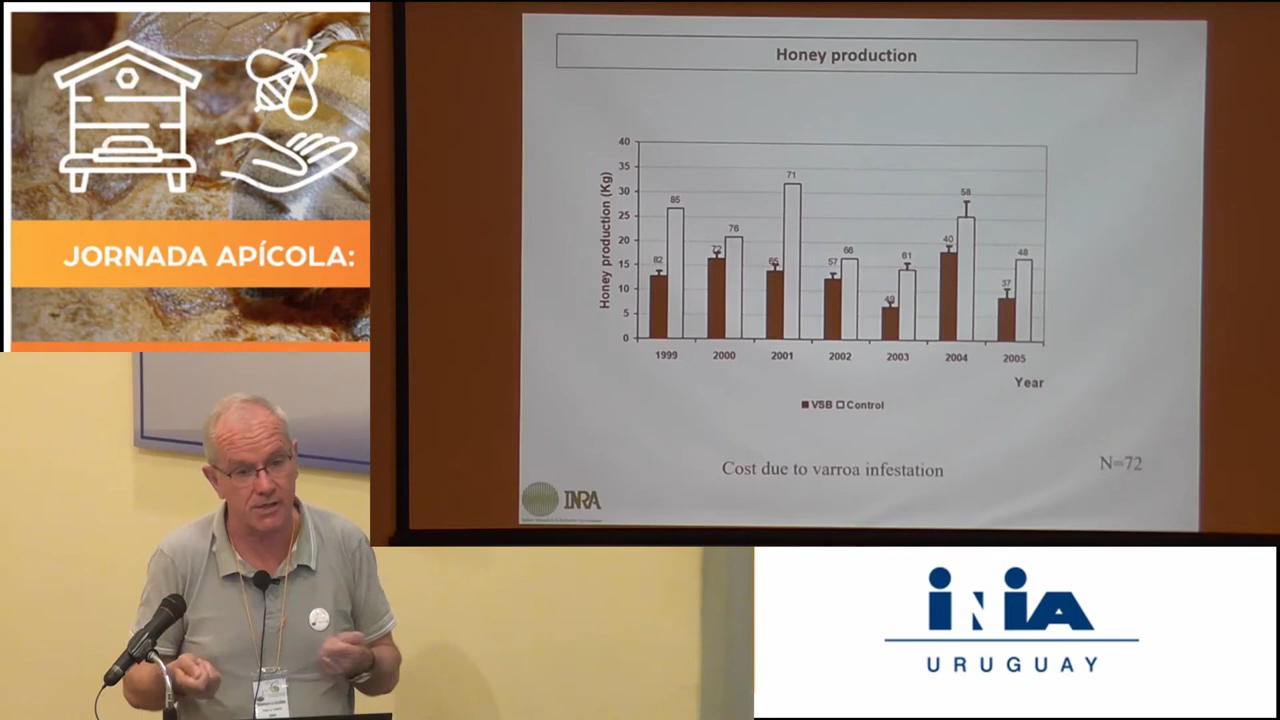 JORNADA APÍCOLA:
Honey production
Honey production (Kg)
40
35
30
25
20
15
10
5
0
82 85 72 76 65 71 57 66 49 61 40 58 37 48
1999 2000 2001 2002 2003 2004 2005
Year
VSB Control
Cost due to varroa infestation
N=72
INRA
iNiA
URUGUAY